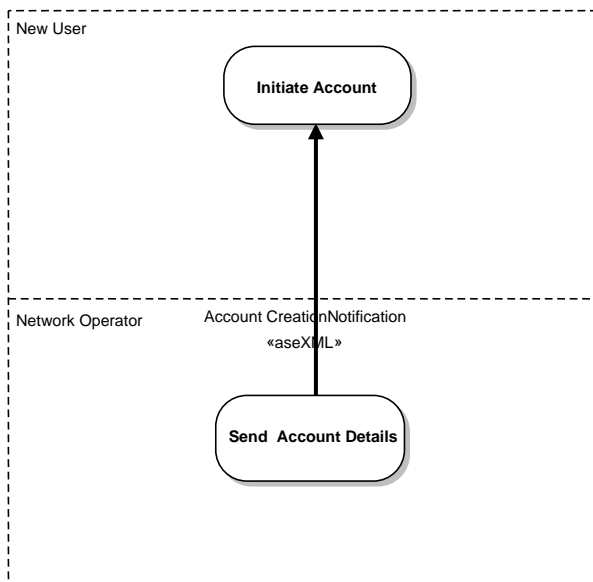 New User
Initiate Account
Network Operator
Account CreationNotification
«aseXML»
Send  Account Details